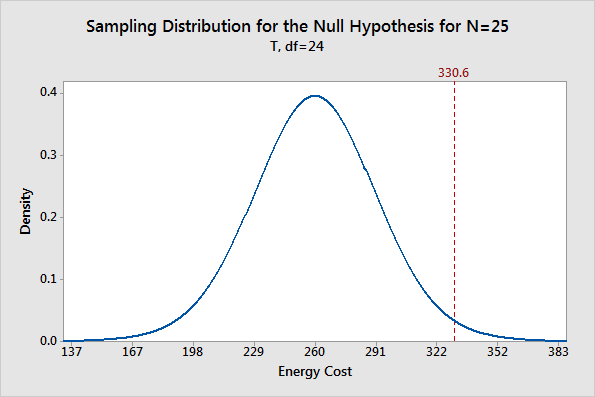 Sampling Distribution for the Null Hypothesis for N=25
T, df=24
330.6
0.4
0.3
0.2
0.1
0.0
Density
137 167 198 229 260 291 322 352 383
Energy Cost